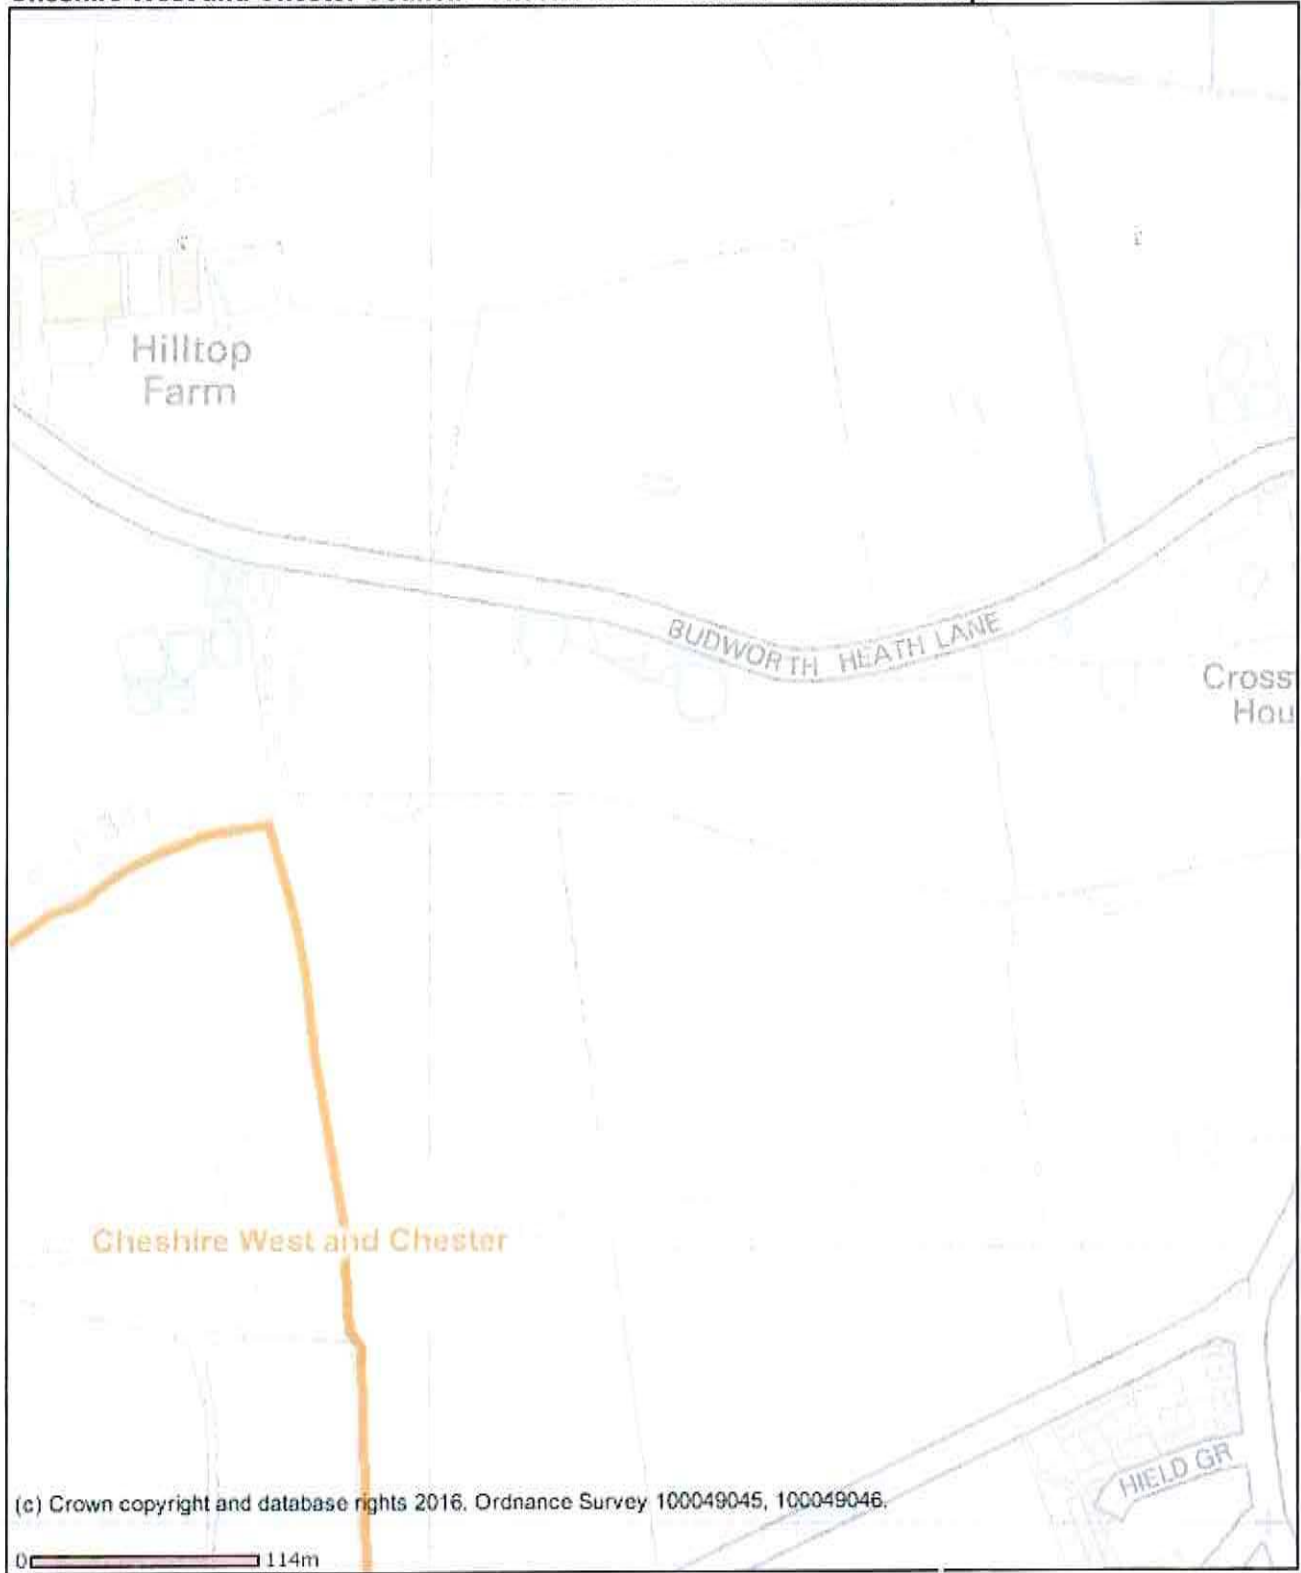 Hilltop
Farm
BUDWORTH HEATH LANE
Cross
Hou
Cheshire West and Chester
HIELD GR
(c) Crown copyright and database rights 2016. Ordnance Survey 100049045, 100049046.
0 114m